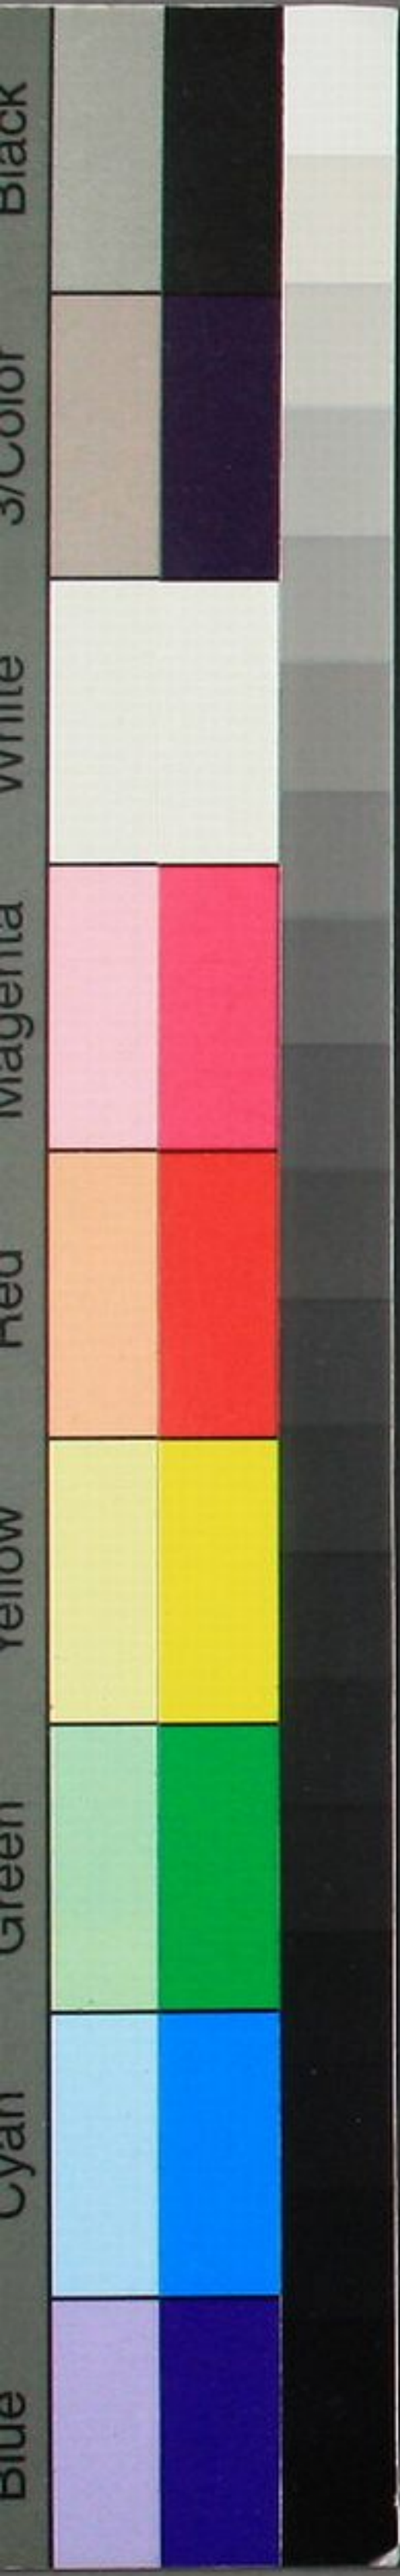 Black
3/Color
White
Magenta
Red
Yellow
Green
Cyan
Blue